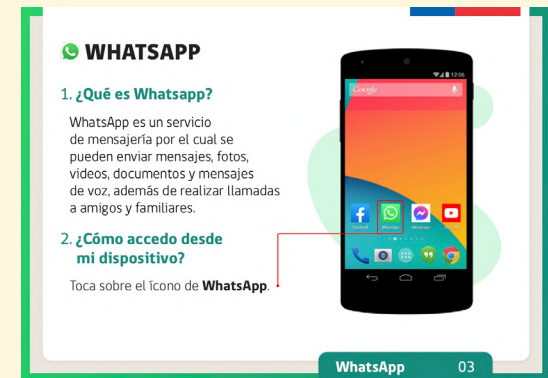 WHATSAPP
1. ¿Qué es Whatsapp?
WhatsApp es un servicio
de mensajería por el cual se
pueden enviar mensajes, fotos,
videos, documentos y mensajes
de voz, además de realizar llamadas
a amigos y familiares.
2. ¿Cómo accedo desde
mi dispositivo?
Toca sobre el ícono de WhatsApp.
12:06
Google
Facebook WhatsApp Messenger
WhatsApp 03